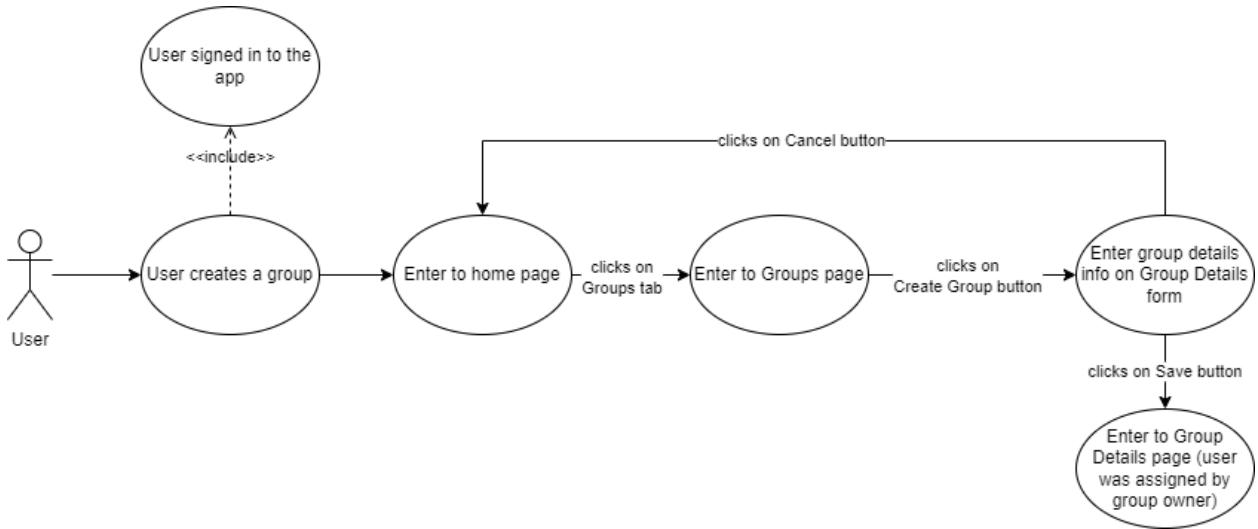 User signed in to the
app
<<include>>
clicks on Cancel button
User
User creates a group
Enter to home page
clicks on
Groups tab
Enter to Groups page
clicks on
Create Group button
Enter group details
info on Group Details
form
clicks on Save button
Enter to Group
Details page (user
was assigned by
group owner)